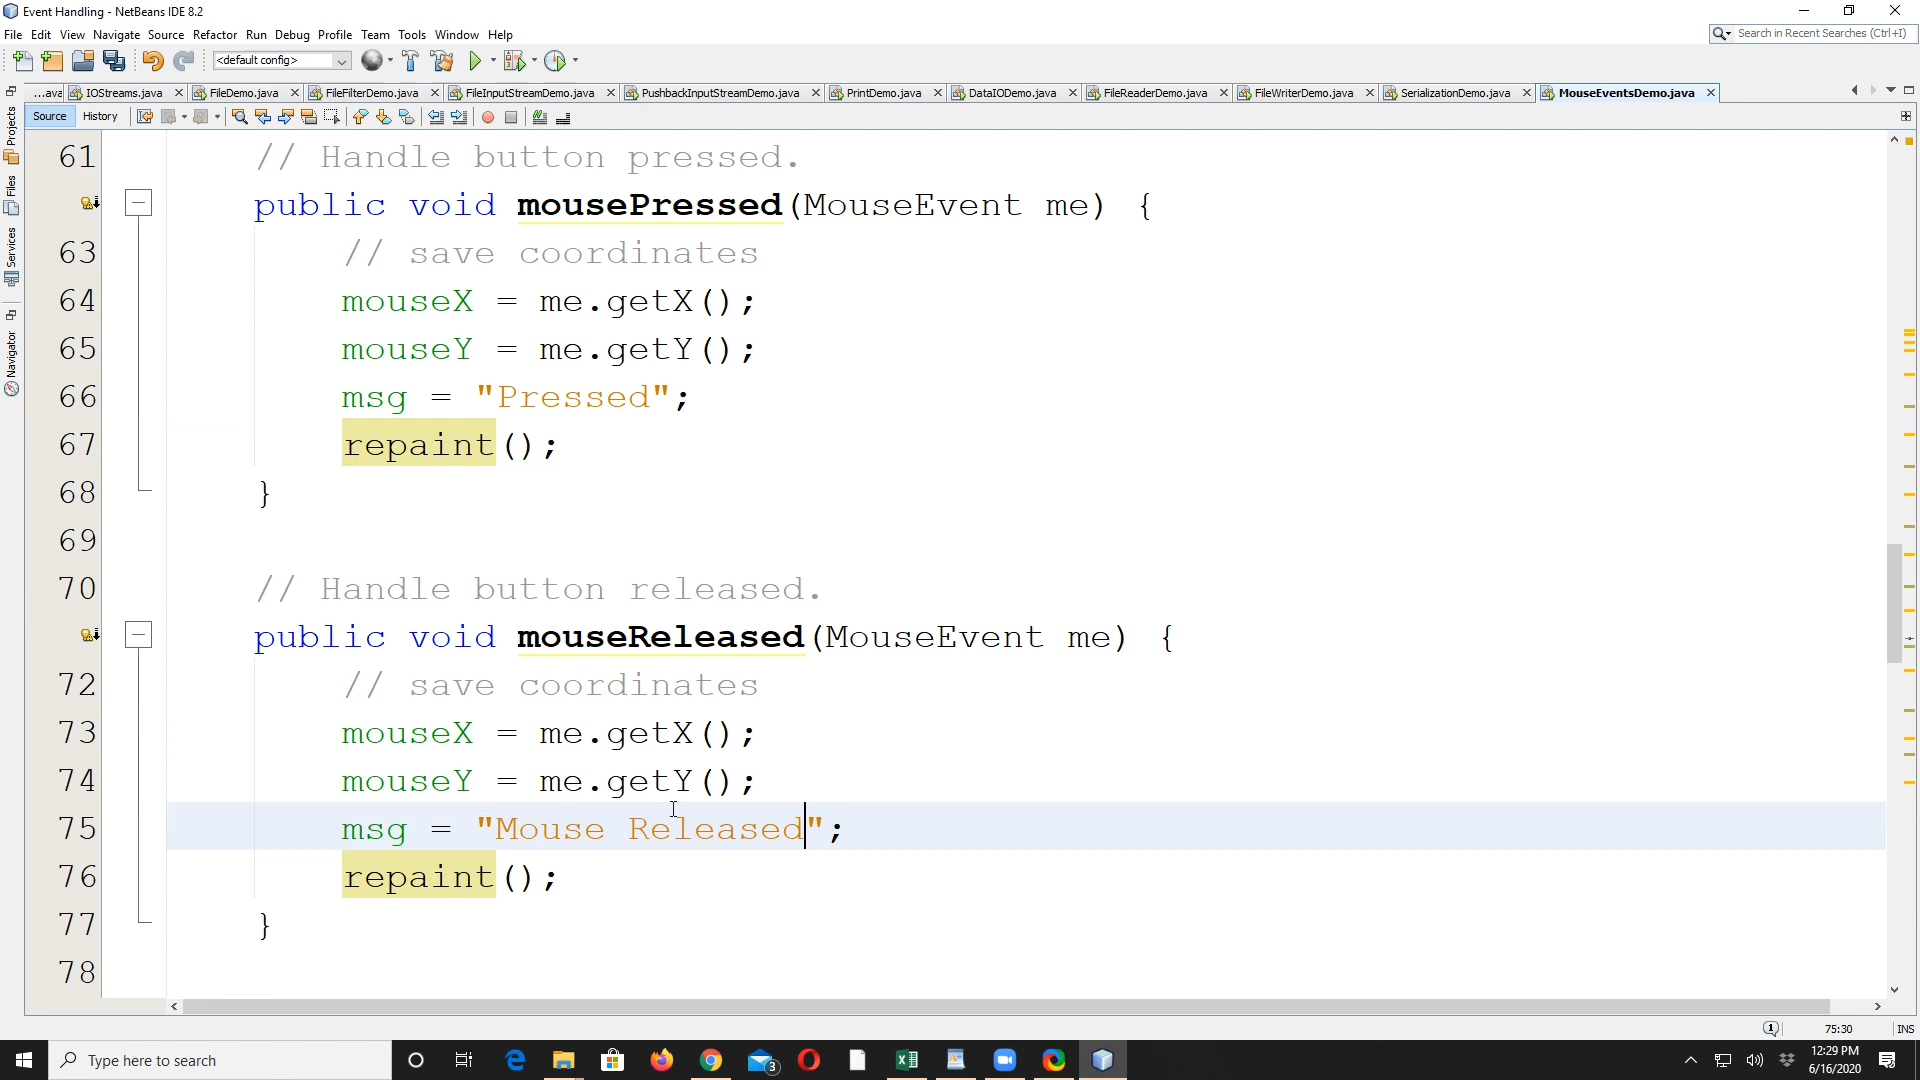 Event Handling - NetBeans IDE 8.2
File Edit View Navigate Source Refactor Run Debug Profile Team Tools Window Help
Search in Recent Searches (Ctrl+I)
<default config>
...ava IOStreams.java FileDemo.java FileFilterDemo.java FileInputStreamDemo.java PushbackInputStreamDemo.java PrintDemo.java DataIODemo.java FileReaderDemo.java FileWriterDemo.java SerializationDemo.java MouseEventsDemo.java
Source History
Projects
Files
Services
Navigator
61 // Handle button pressed.
public void mousePressed(MouseEvent me) {
63 // save coordinates
64 mouseX = me.getX();
65 mouseY = me.getY();
66 msg = "Pressed";
67 repaint();
68 }
69
70 // Handle button released.
public void mouseReleased(MouseEvent me) {
72 // save coordinates
73 mouseX = me.getX();
74 mouseY = me.getY();
75 msg = "Mouse Released";
76 repaint();
77 }
78
1 75:30 INS
Type here to search
3
12:29 PM
6/16/2020